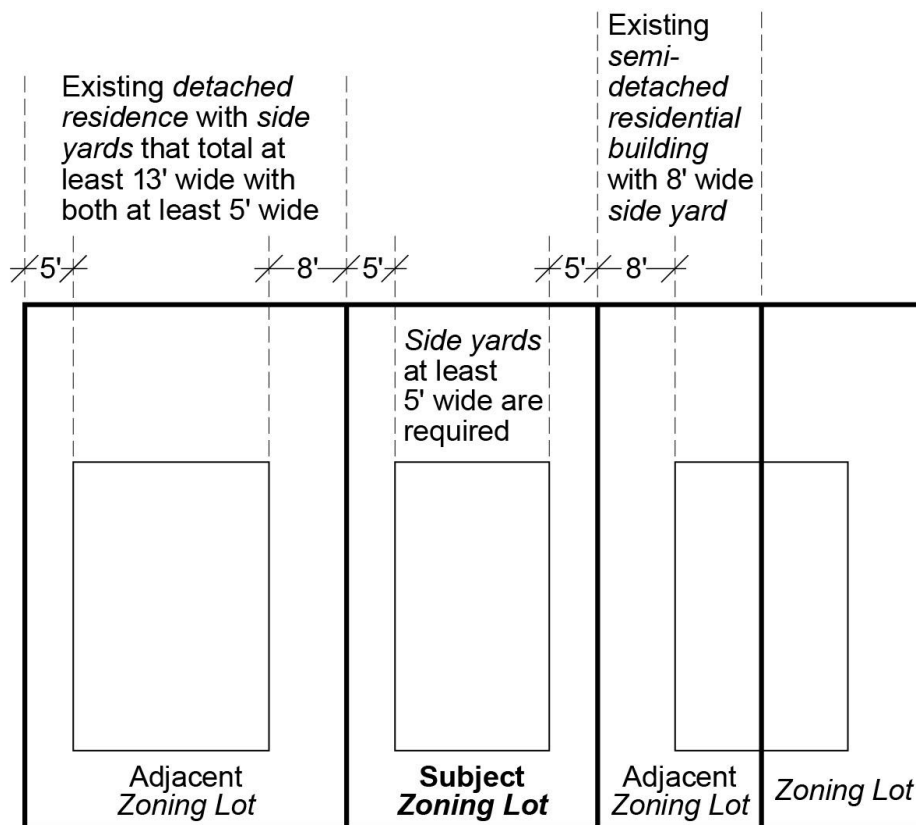 Existing detached
residence with side
yards that total at
least 13' wide with
both at least 5' wide
Existing
semi-
detached
residential
building
with 8' wide
side yard
5'
8'
5'
5'
8'
Side yards
at least
5' wide are
required
Adjacent
Zoning Lot
Subject
Zoning Lot
Adjacent
Zoning Lot
Zoning Lot